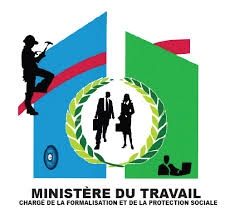 MINISTÈRE DU TRAVAIL
CHARGÉ DE LA FORMALISATION ET DE LA PROTECTION SOCIALE